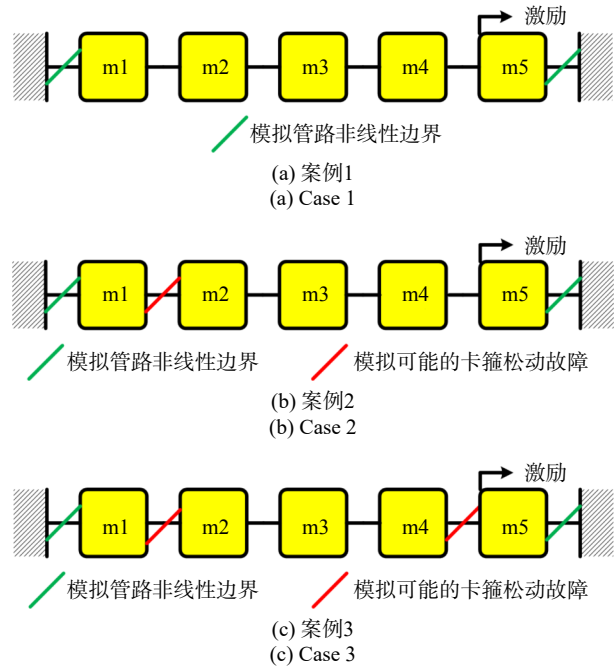 激励
m1 m2 m3 m4 m5
模拟管路非线性边界
(a) 案例1
(a) Case 1
激励
m1 m2 m3 m4 m5
模拟管路非线性边界 模拟可能的卡箍松动故障
(b) 案例2
(b) Case 2
激励
m1 m2 m3 m4 m5
模拟管路非线性边界 模拟可能的卡箍松动故障
(c) 案例3
(c) Case 3